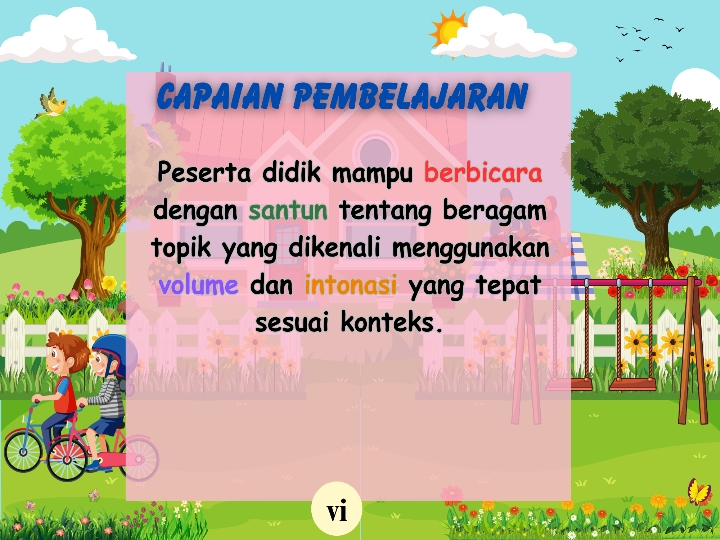 CAPAIAN PEMBELAJARAN
Peserta didik mampu berbicara
dengan santun tentang beragam
topik yang dikenali menggunakan
volume dan intonasi yang tepat
sesuai konteks.
vi